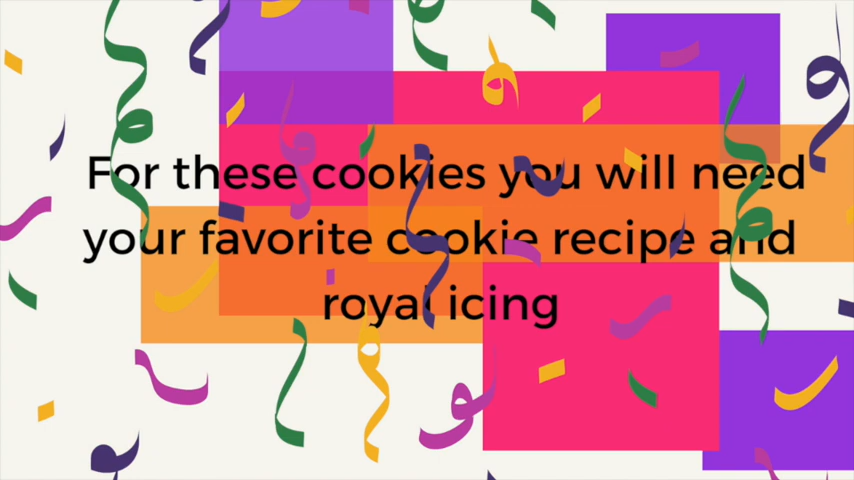 For these cookies you will need
your favorite cookie recipe and
royal icing